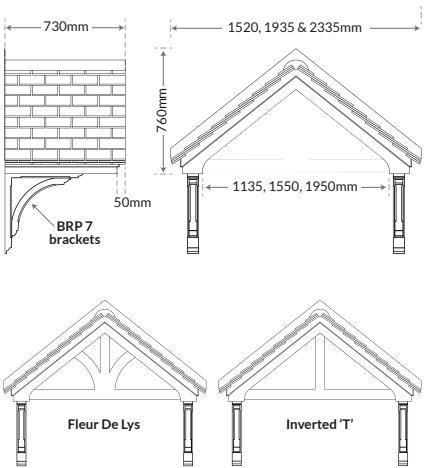 730mm
1520, 1935 & 2335mm
760mm
1135, 1550, 1950mm
50mm
BRP 7
brackets
Fleur De Lys
Inverted ‘T’